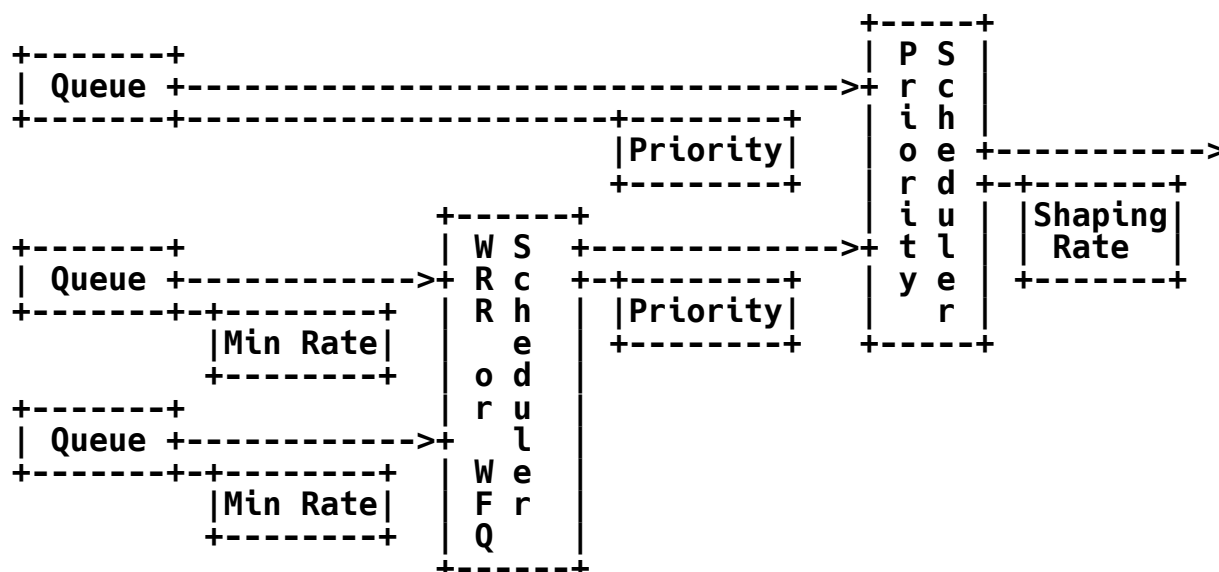 Queue
Priority Scheduler
Priority
Shaping
Rate
Queue
WRR or WFQ Scheduler
Priority
Min Rate
Queue
Min Rate